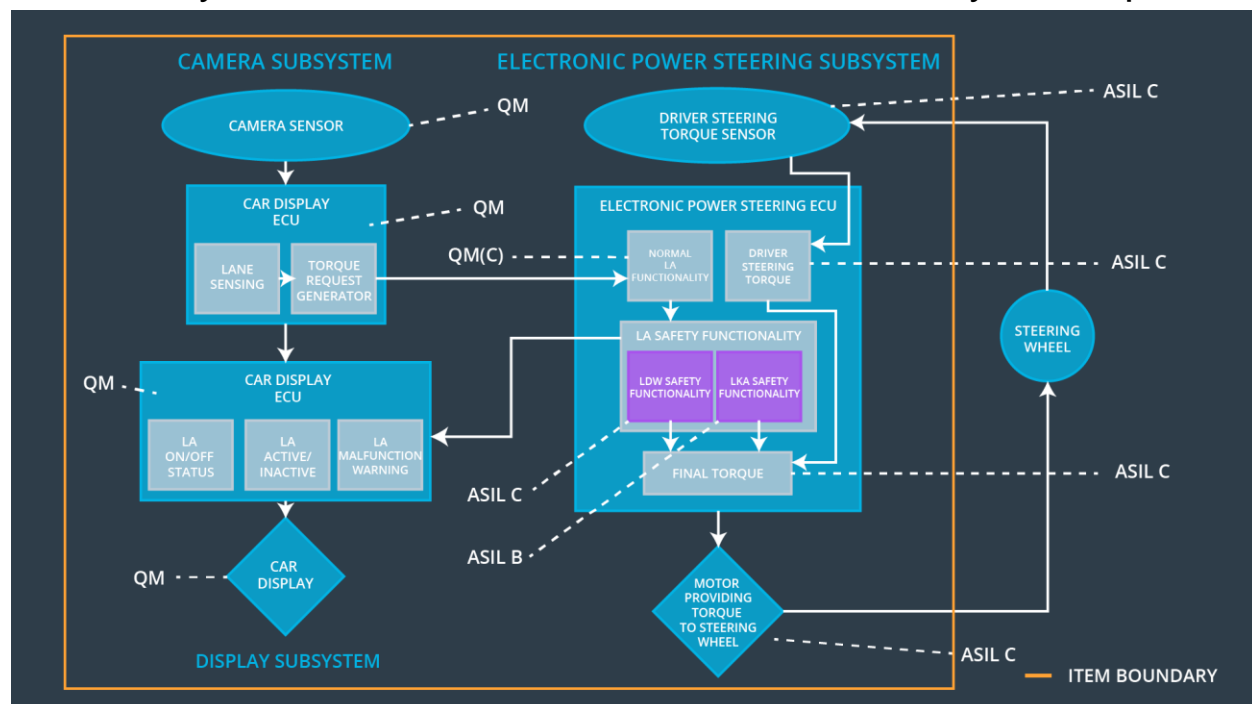 CAMERA SUBSYSTEM
ELECTRONIC POWER STEERING SUBSYSTEM
CAMERA SENSOR
QM
DRIVER STEERING
TORQUE SENSOR
ASIL C
CAR DISPLAY
ECU
QM
LANE
SENSING
TORQUE
REQUEST
GENERATOR
QM(C)
ELECTRONIC POWER STEERING ECU
NORMAL
LA
FUNCTIONALITY
DRIVER
STEERING
TORQUE
ASIL C
LA SAFETY FUNCTIONALITY
LDW SAFETY
FUNCTIONALITY
LKA SAFETY
FUNCTIONALITY
STEERING
WHEEL
QM
CAR DISPLAY
ECU
LA
ON/OFF
STATUS
LA
ACTIVE/
INACTIVE
LA
MALFUNCTION
WARNING
FINAL TORQUE
ASIL C
ASIL C
ASIL B
QM
CAR
DISPLAY
MOTOR
PROVIDING
TORQUE
TO STEERING
WHEEL
ASIL C
DISPLAY SUBSYSTEM
ITEM BOUNDARY